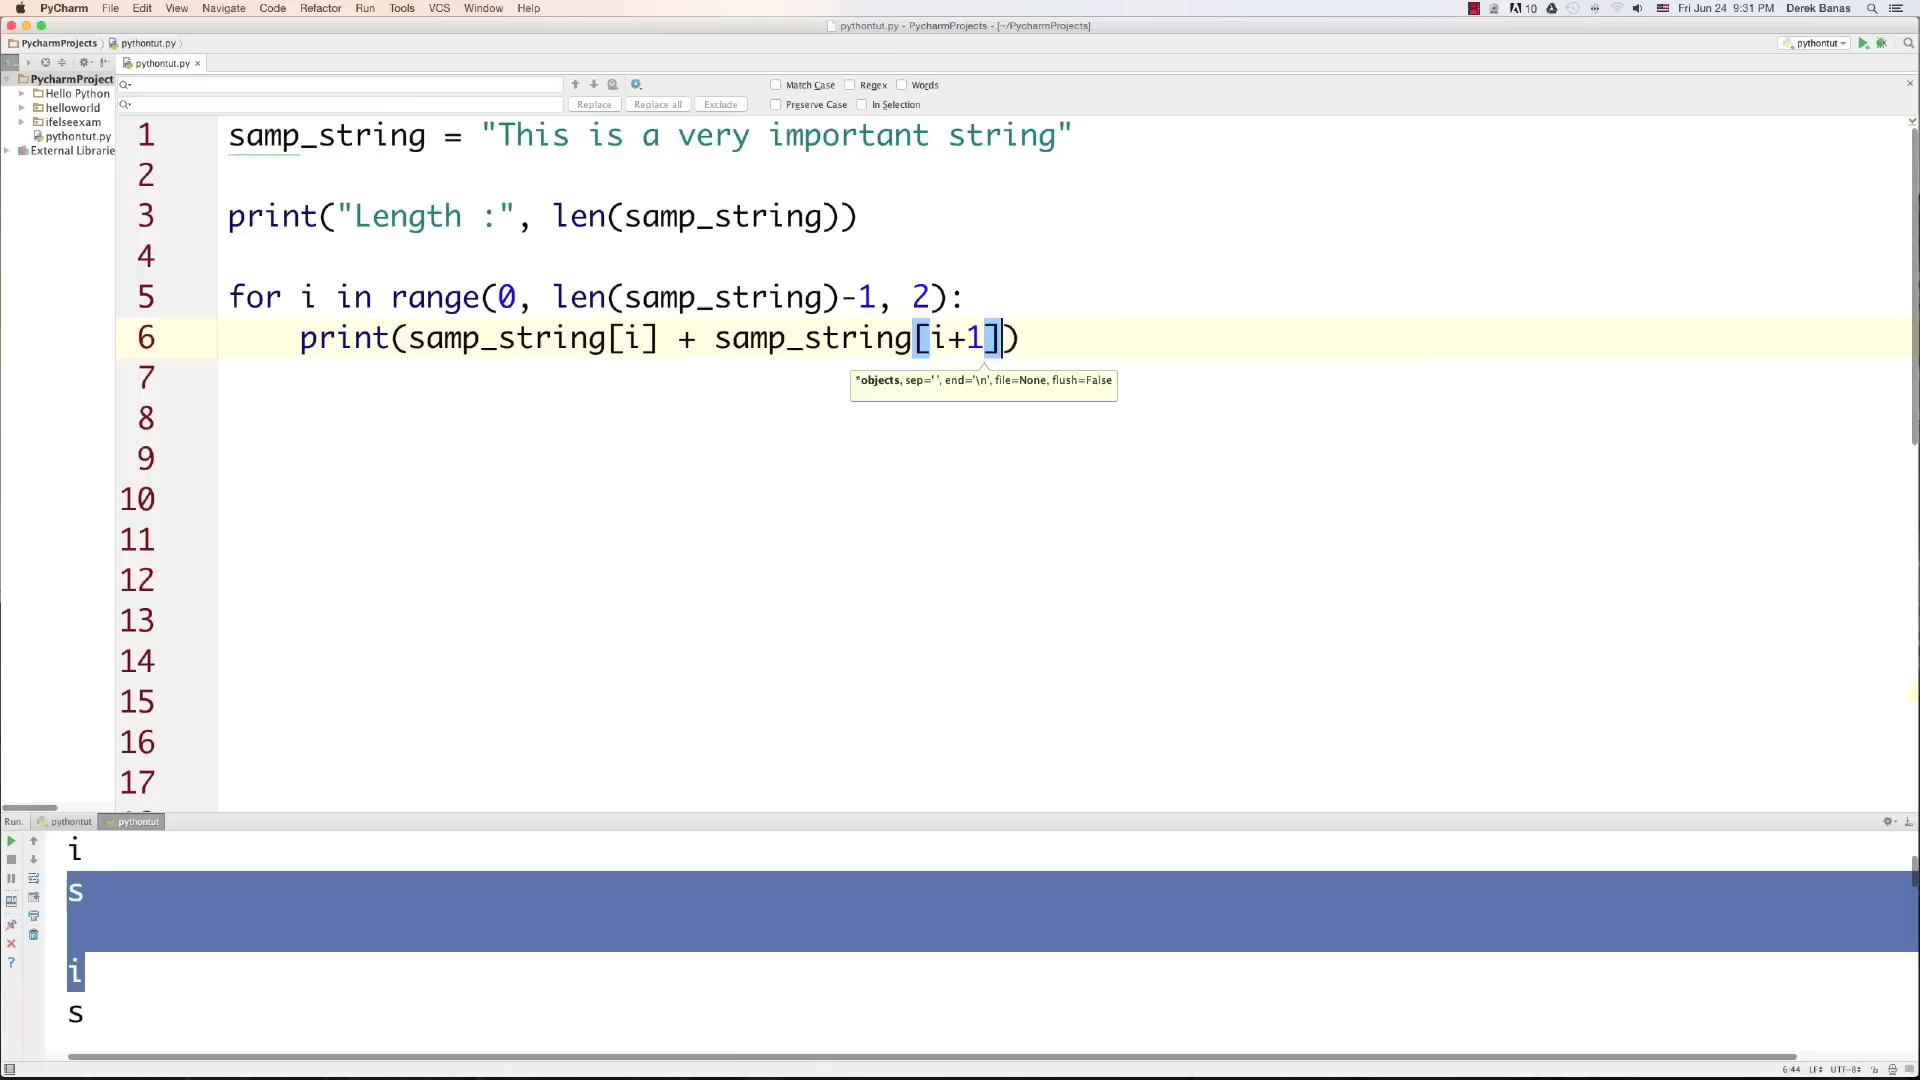 PyCharm File Edit View Navigate Code Refactor Run Tools VCS Window Help 10 Fri Jun 24 9:31 PM Derek Banas
pythontut.py - PycharmProjects - [~/PycharmProjects]
PycharmProjects pythontut.py pythontut
pythontut.py
PycharmProject
Hello Python
helloworld
ifelseexam
pythontut.py
External Librarie
Match Case Regex Words
Replace Replace all Exclude Preserve Case In Selection
1 samp_string = "This is a very important string"
2
3 print("Length :", len(samp_string))
4
5 for i in range(0, len(samp_string)-1, 2):
6 print(samp_string[i] + samp_string[i+1])
*objects, sep=' ', end='\n', file=None, flush=False
7
8
9
10
11
12
13
14
15
16
17
Run: pythontut pythontut
i
s
i
s
6:44 LF UTF-8